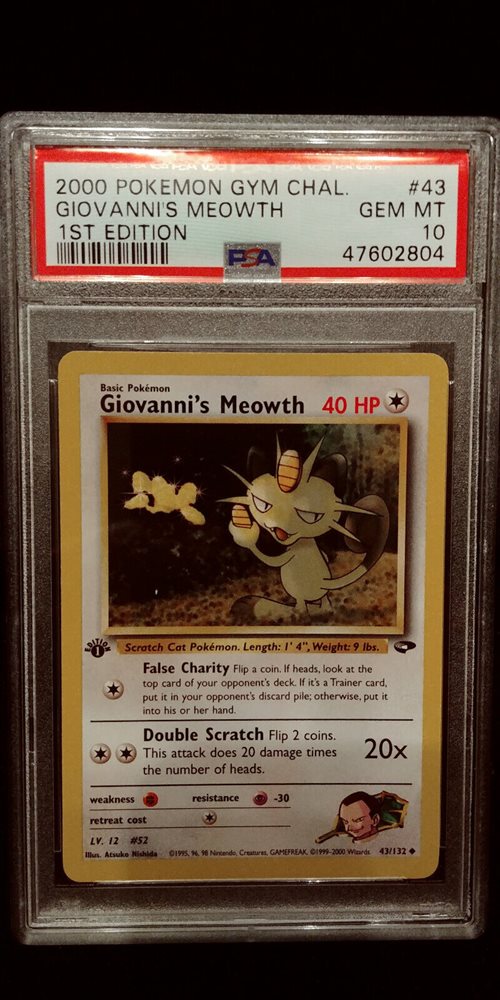 2000 POKEMON GYM CHAL. #43
GIOVANNI'S MEOWTH GEM MT
1ST EDITION 10
PSA 47602804
Basic Pokémon
Giovanni's Meowth 40 HP
EDITION
1
Scratch Cat Pokémon. Length: 1' 4", Weight: 9 lbs.
False Charity Flip a coin. If heads, look at the
top card of your opponent's deck. If it's a Trainer card,
put it in your opponent's discard pile; otherwise, put it
into his or her hand.
Double Scratch Flip 2 coins.
This attack does 20 damage times 20x
the number of heads.
weakness resistance -30
retreat cost
LV. 12 #52
Illus. Atsuko Nishida ©1995, 96, 98 Nintendo, Creatures, GAMEFREAK. ©1999-2000 Wizards. 43/132